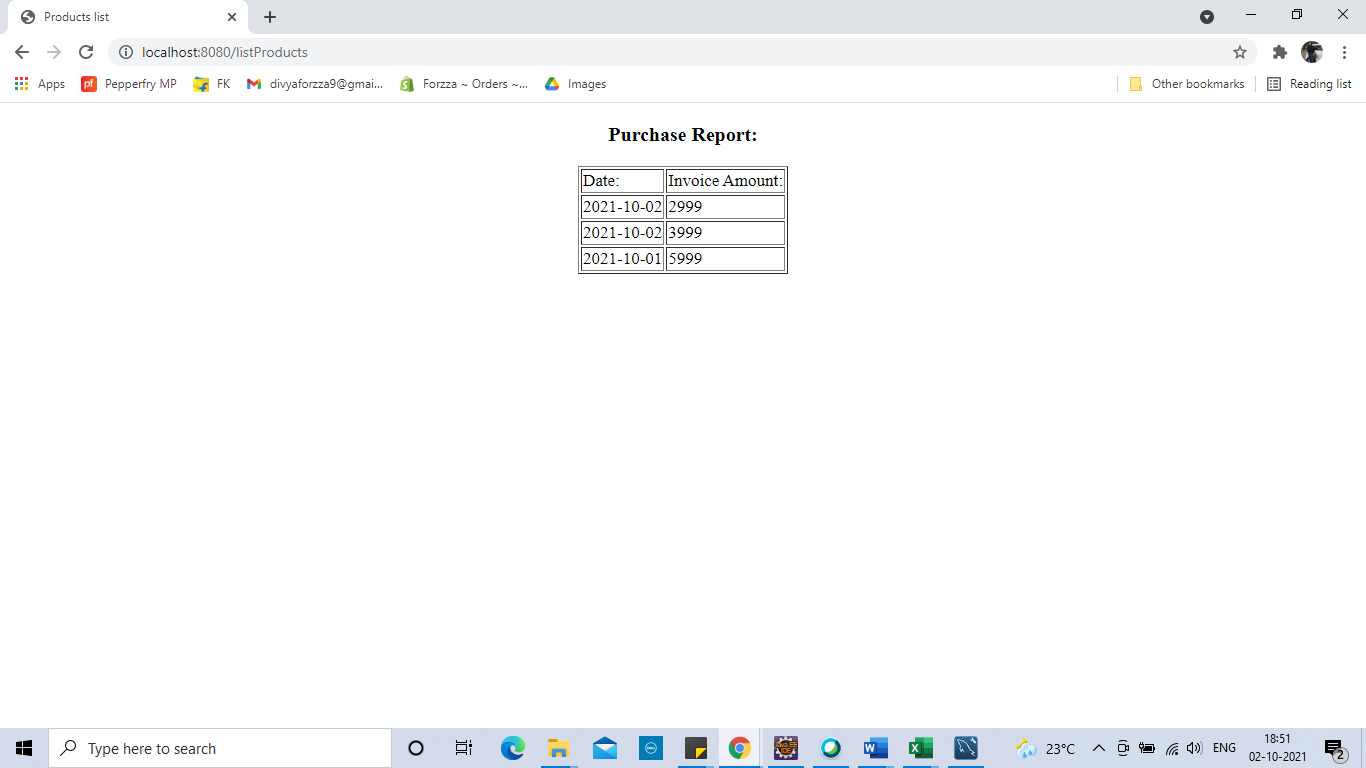 Products list
localhost:8080/listProducts
Apps pf Pepperfry MP FK divyaforzza9@gmai... Forzza ~ Orders ~... Images Other bookmarks Reading list
Purchase Report:
Date: Invoice Amount:
2021-10-02 2999
2021-10-02 3999
2021-10-01 5999
Type here to search 23°C ENG 18:51
02-10-2021 2